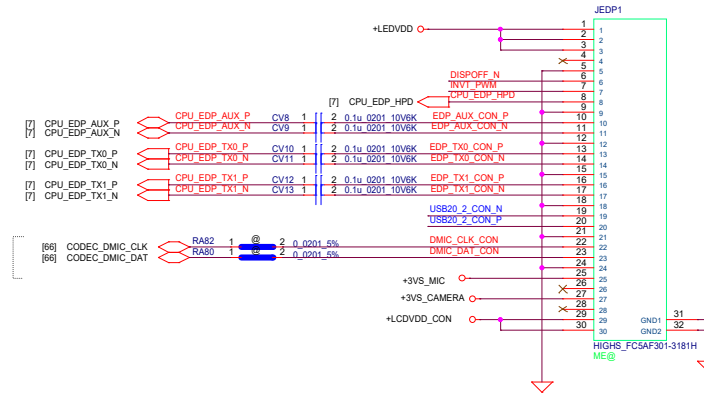 JEDP1
+LEDVDD
1 1
2 2
3 3
4 4
5 5
DISPOFF_N 6 6
INVT_PWM 7 7
[7] CPU_EDP_HPD CPU_EDP_HPD 8 8
9 9
[7] CPU_EDP_AUX_P CPU_EDP_AUX_P CV8 1 2 0.1u_0201_10V6K EDP_AUX_CON_P 10 10
[7] CPU_EDP_AUX_N CPU_EDP_AUX_N CV9 1 2 0.1u_0201_10V6K EDP_AUX_CON_N 11 11
12 12
[7] CPU_EDP_TX0_P CPU_EDP_TX0_P CV10 1 2 0.1u_0201_10V6K EDP_TX0_CON_P 13 13
[7] CPU_EDP_TX0_N CPU_EDP_TX0_N CV11 1 2 0.1u_0201_10V6K EDP_TX0_CON_N 14 14
15 15
[7] CPU_EDP_TX1_P CPU_EDP_TX1_P CV12 1 2 0.1u_0201_10V6K EDP_TX1_CON_P 16 16
[7] CPU_EDP_TX1_N CPU_EDP_TX1_N CV13 1 2 0.1u_0201_10V6K EDP_TX1_CON_N 17 17
18 18
USB20_2_CON_N 19 19
USB20_2_CON_P 20 20
21 21
[66] CODEC_DMIC_CLK RA82 1 @ 2 0_0201_5% DMIC_CLK_CON 22 22
[66] CODEC_DMIC_DAT RA80 1 @ 2 0_0201_5% DMIC_DAT_CON 23 23
24 24
+3VS_MIC 25 25
26 26
+3VS_CAMERA 27 27
28 28
+LCDVDD_CON 29 29 GND1 31
30 30 GND2 32
HIGHS_FC5AF301-3181H
ME@